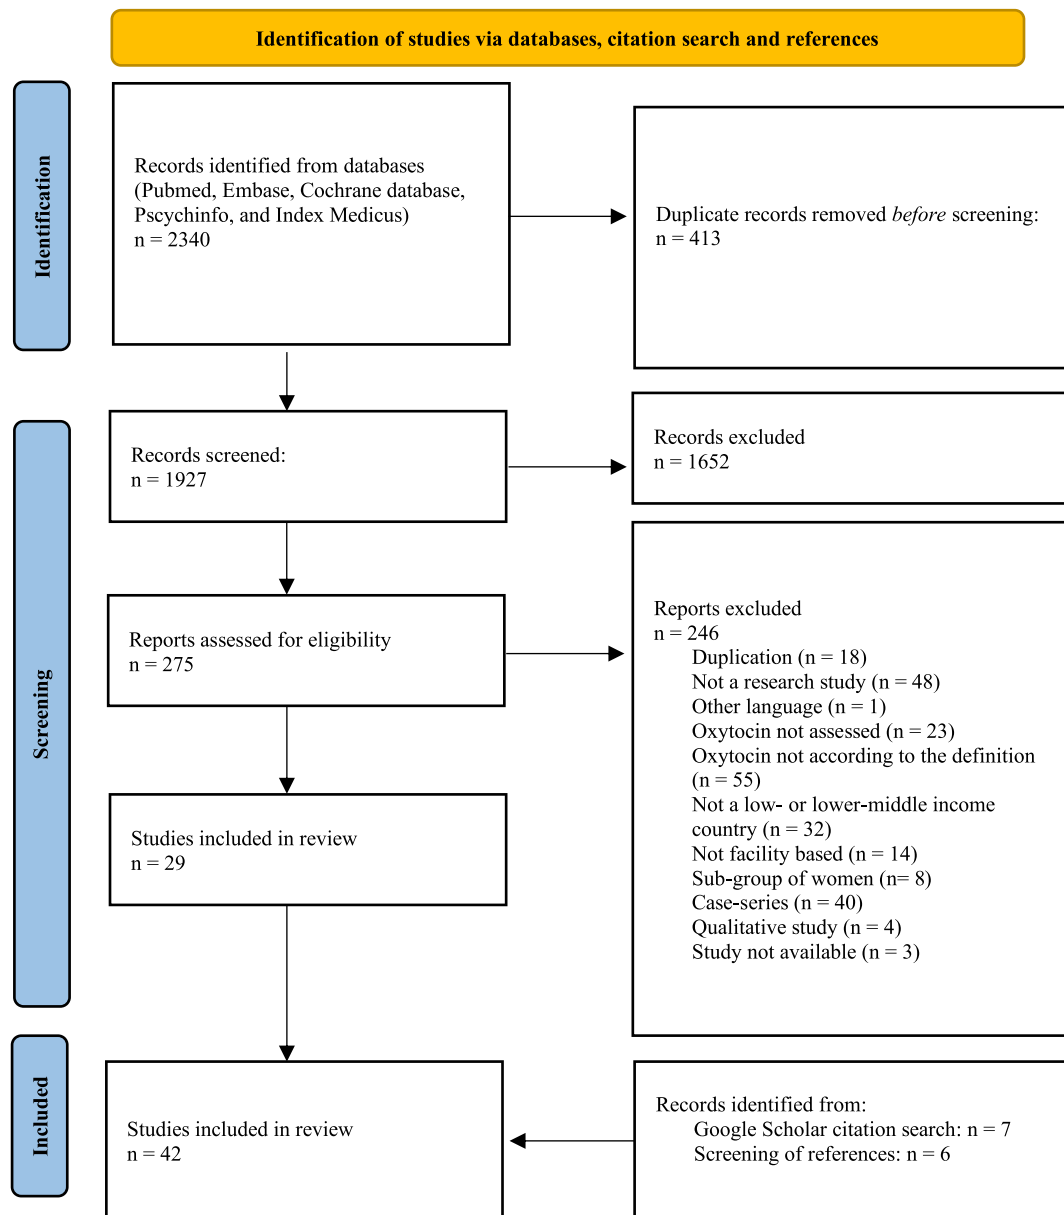 Identification of studies via databases, citation search and references
Identification
Records identified from databases
(Pubmed, Embase, Cochrane database,
Pscychinfo, and Index Medicus)
n = 2340
Duplicate records removed before screening:
n = 413
Screening
Records screened:
n = 1927
Records excluded
n = 1652
Reports assessed for eligibility
n = 275
Reports excluded
n = 246
Duplication (n = 18)
Not a research study (n = 48)
Other language (n = 1)
Oxytocin not assessed (n = 23)
Oxytocin not according to the definition
(n = 55)
Not a low- or lower-middle income
country (n = 32)
Not facility based (n = 14)
Sub-group of women (n= 8)
Case-series (n = 40)
Qualitative study (n = 4)
Study not available (n = 3)
Studies included in review
n = 29
Included
Studies included in review
n = 42
Records identified from:
Google Scholar citation search: n = 7
Screening of references: n = 6